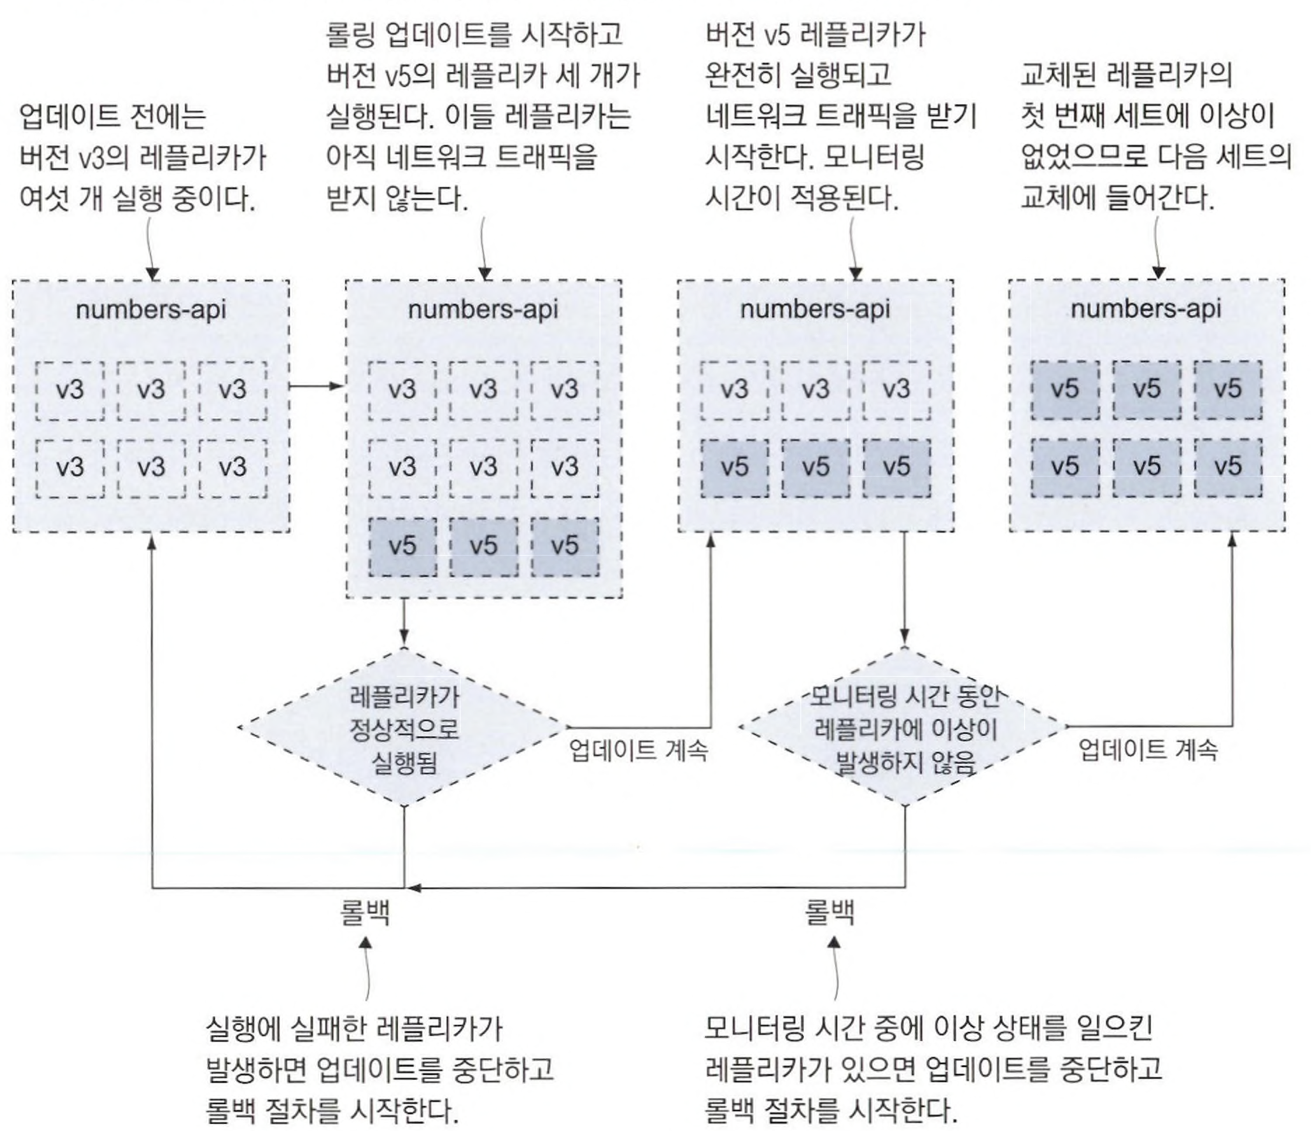 업데이트 전에는
버전 v3의 레플리카가
여섯 개 실행 중이다.
롤링 업데이트를 시작하고
버전 v5의 레플리카 세 개가
실행된다. 이들 레플리카는
아직 네트워크 트래픽을
받지 않는다.
버전 v5 레플리카가
완전히 실행되고
네트워크 트래픽을 받기
시작한다. 모니터링
시간이 적용된다.
교체된 레플리카의
첫 번째 세트에 이상이
없었으므로 다음 세트의
교체에 들어간다.
numbers-api
v3 v3 v3
v3 v3 v3
numbers-api
v3 v3 v3
v3 v3 v3
v5 v5 v5
numbers-api
v3 v3 v3
v5 v5 v5
numbers-api
v5 v5 v5
v5 v5 v5
레플리카가
정상적으로
실행됨
업데이트 계속
모니터링 시간 동안
레플리카에 이상이
발생하지 않음
업데이트 계속
롤백
롤백
실행에 실패한 레플리카가
발생하면 업데이트를 중단하고
롤백 절차를 시작한다.
모니터링 시간 중에 이상 상태를 일으킨
레플리카가 있으면 업데이트를 중단하고
롤백 절차를 시작한다.